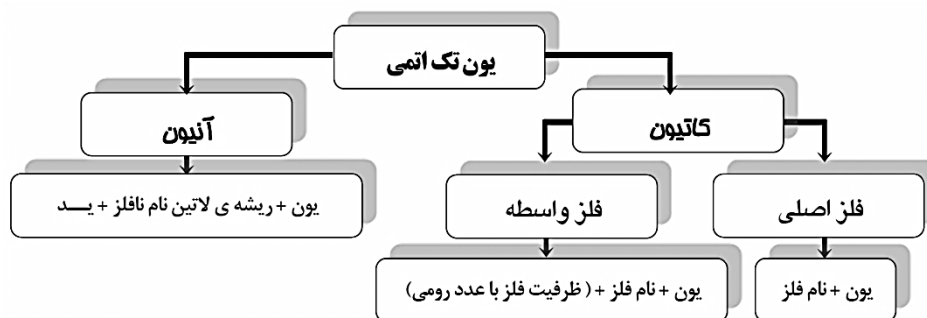 یون تک اتمی
کاتیون
آنیون
فلز اصلی
فلز واسطه
یون + ریشه ی لاتین نام نافلز + یـــد
یون + نام فلز
یون + نام فلز + ( ظرفیت فلز با عدد رومی)